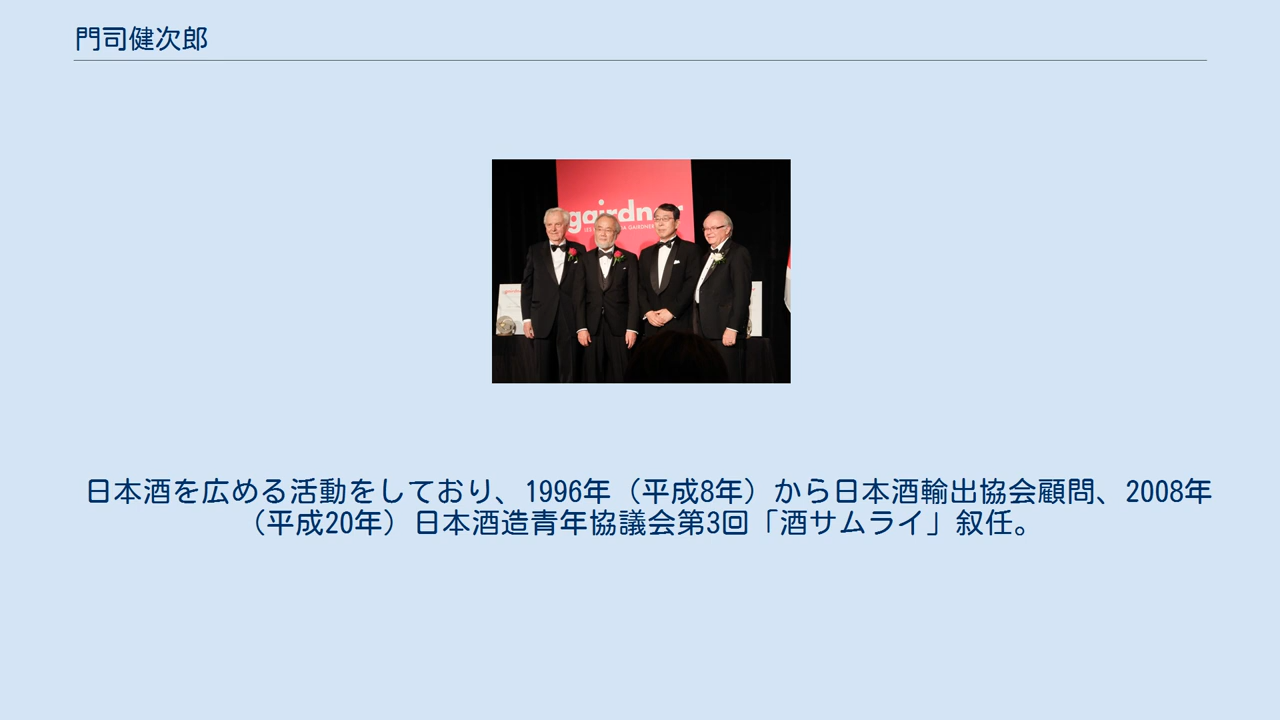 門司健次郎
gairdner
日本酒を広める活動をしており、1996年（平成8年）から日本酒輸出協会顧問、2008年
（平成20年）日本酒造青年協議会第3回「酒サムライ」叙任。